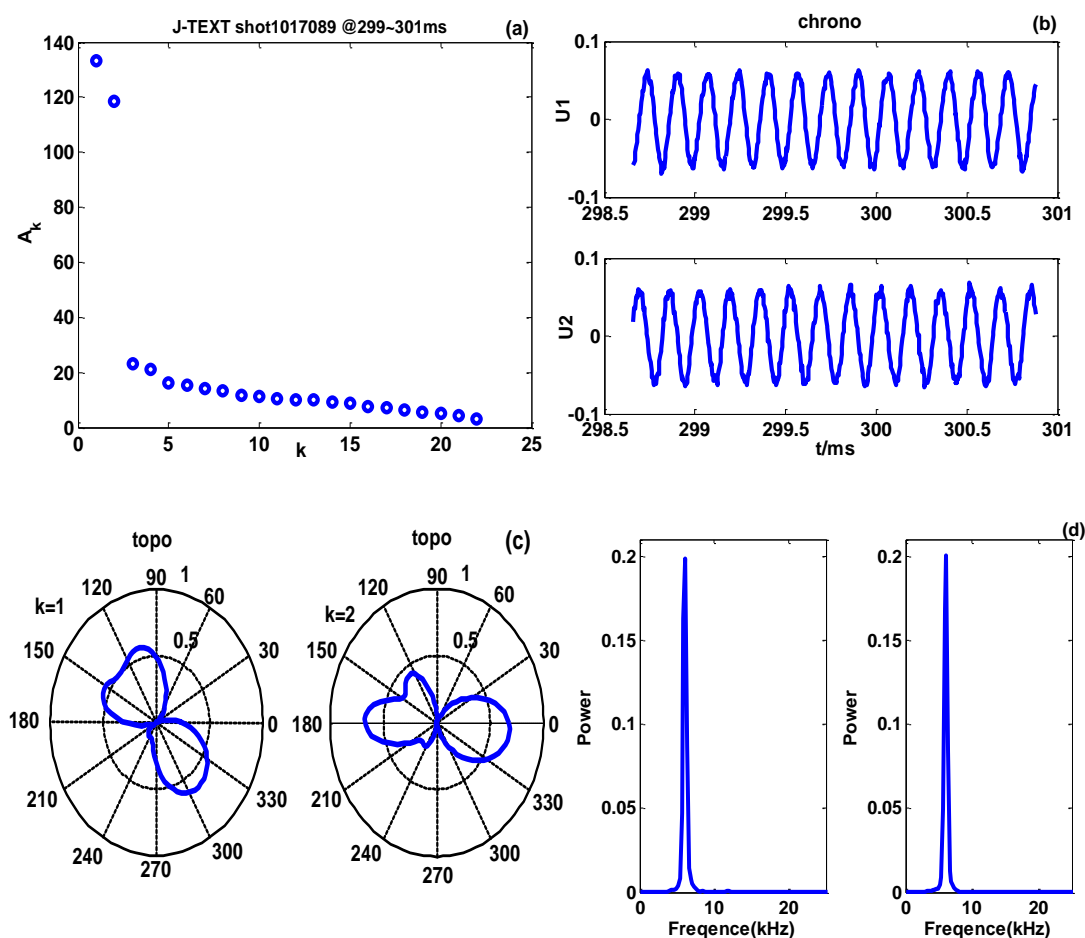 J-TEXT shot1017089 @299~301ms
(a)
140
120
100
80
60
40
20
0
A_k
0 5 10 15 20 25
k
chrono
(b)
0.1
0
-0.1
U1
298.5 299 299.5 300 300.5 301
0.1
0
-0.1
U2
298.5 299 299.5 300 300.5 301
t/ms
topo
k=1
90 1
120 60
0.5
150 30
180 0
210 330
240 300
270
topo
(c)
k=2
90 1
120 60
0.5
150 30
180 0
210 330
240 300
270
(d)
0.2
0.15
0.1
0.05
0
Power
0 10 20
Freqence(kHz)
0.2
0.15
0.1
0.05
0
Power
0 10 20
Freqence(kHz)